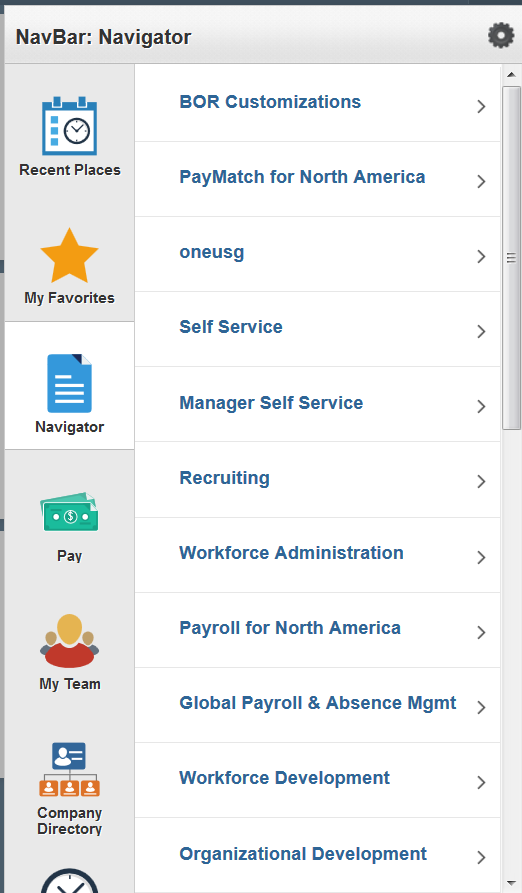 NavBar: Navigator
Recent Places
My Favorites
Navigator
$
Pay
My Team
Company
Directory
BOR Customizations
PayMatch for North America
oneusg
Self Service
Manager Self Service
Recruiting
Workforce Administration
Payroll for North America
Global Payroll & Absence Mgmt
Workforce Development
Organizational Development